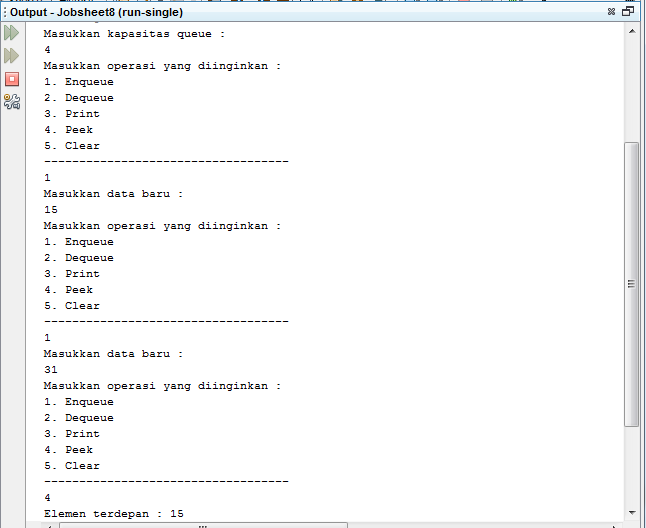 Output - Jobsheet8 (run-single)
Masukkan kapasitas queue :
4
Masukkan operasi yang diinginkan :
1. Enqueue
2. Dequeue
3. Print
4. Peek
5. Clear
-----------------------------------
1
Masukkan data baru :
15
Masukkan operasi yang diinginkan :
1. Enqueue
2. Dequeue
3. Print
4. Peek
5. Clear
-----------------------------------
1
Masukkan data baru :
31
Masukkan operasi yang diinginkan :
1. Enqueue
2. Dequeue
3. Print
4. Peek
5. Clear
-----------------------------------
4
Elemen terdepan : 15